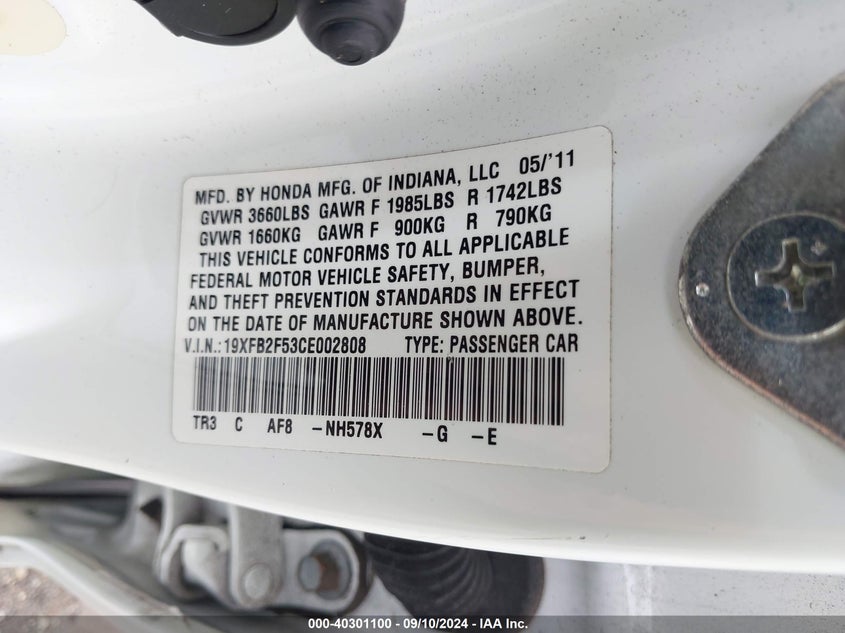 MFD. BY HONDA MFG. OF INDIANA, LLC 05/'11
GVWR 3660LBS GAWR F 1985LBS R 1742LBS
GVWR 1660KG GAWR F 900KG R 790KG
THIS VEHICLE CONFORMS TO ALL APPLICABLE
FEDERAL MOTOR VEHICLE SAFETY, BUMPER,
AND THEFT PREVENTION STANDARDS IN EFFECT
ON THE DATE OF MANUFACTURE SHOWN ABOVE.
V.I.N.:19XFB2F53CE002808 TYPE: PASSENGER CAR
TR3 C AF8 -NH578X -G -E
000-40301100 - 09/10/2024 - IAA Inc.